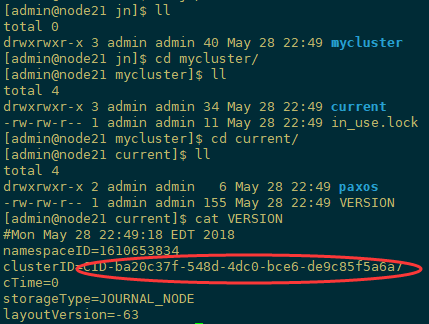 [admin@node21 jn]$ ll
total 0
drwxrwxr-x 3 admin admin 40 May 28 22:49 mycluster
[admin@node21 jn]$ cd mycluster/
[admin@node21 mycluster]$ ll
total 4
drwxrwxr-x 3 admin admin 34 May 28 22:49 current
-rw-rw-r-- 1 admin admin 11 May 28 22:49 in_use.lock
[admin@node21 mycluster]$ cd current/
[admin@node21 current]$ ll
total 4
drwxrwxr-x 2 admin admin   6 May 28 22:49 paxos
-rw-rw-r-- 1 admin admin 155 May 28 22:49 VERSION
[admin@node21 current]$ cat VERSION
#Mon May 28 22:49:18 EDT 2018
namespaceID=1610653834
clusterID=CID-ba20c37f-548d-4dc0-bce6-de9c85f5a6a7
cTime=0
storageType=JOURNAL_NODE
layoutVersion=-63